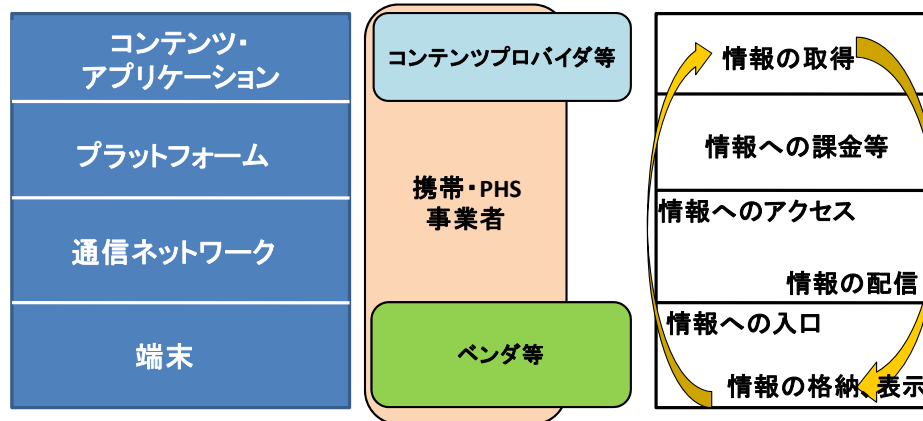 コンテンツ・
アプリケーション
プラットフォーム
通信ネットワーク
端末
コンテンツプロバイダ等
携帯・PHS
事業者
ベンダ等
情報の取得
情報への課金等
情報へのアクセス
情報の配信
情報への入口
情報の格納、表示